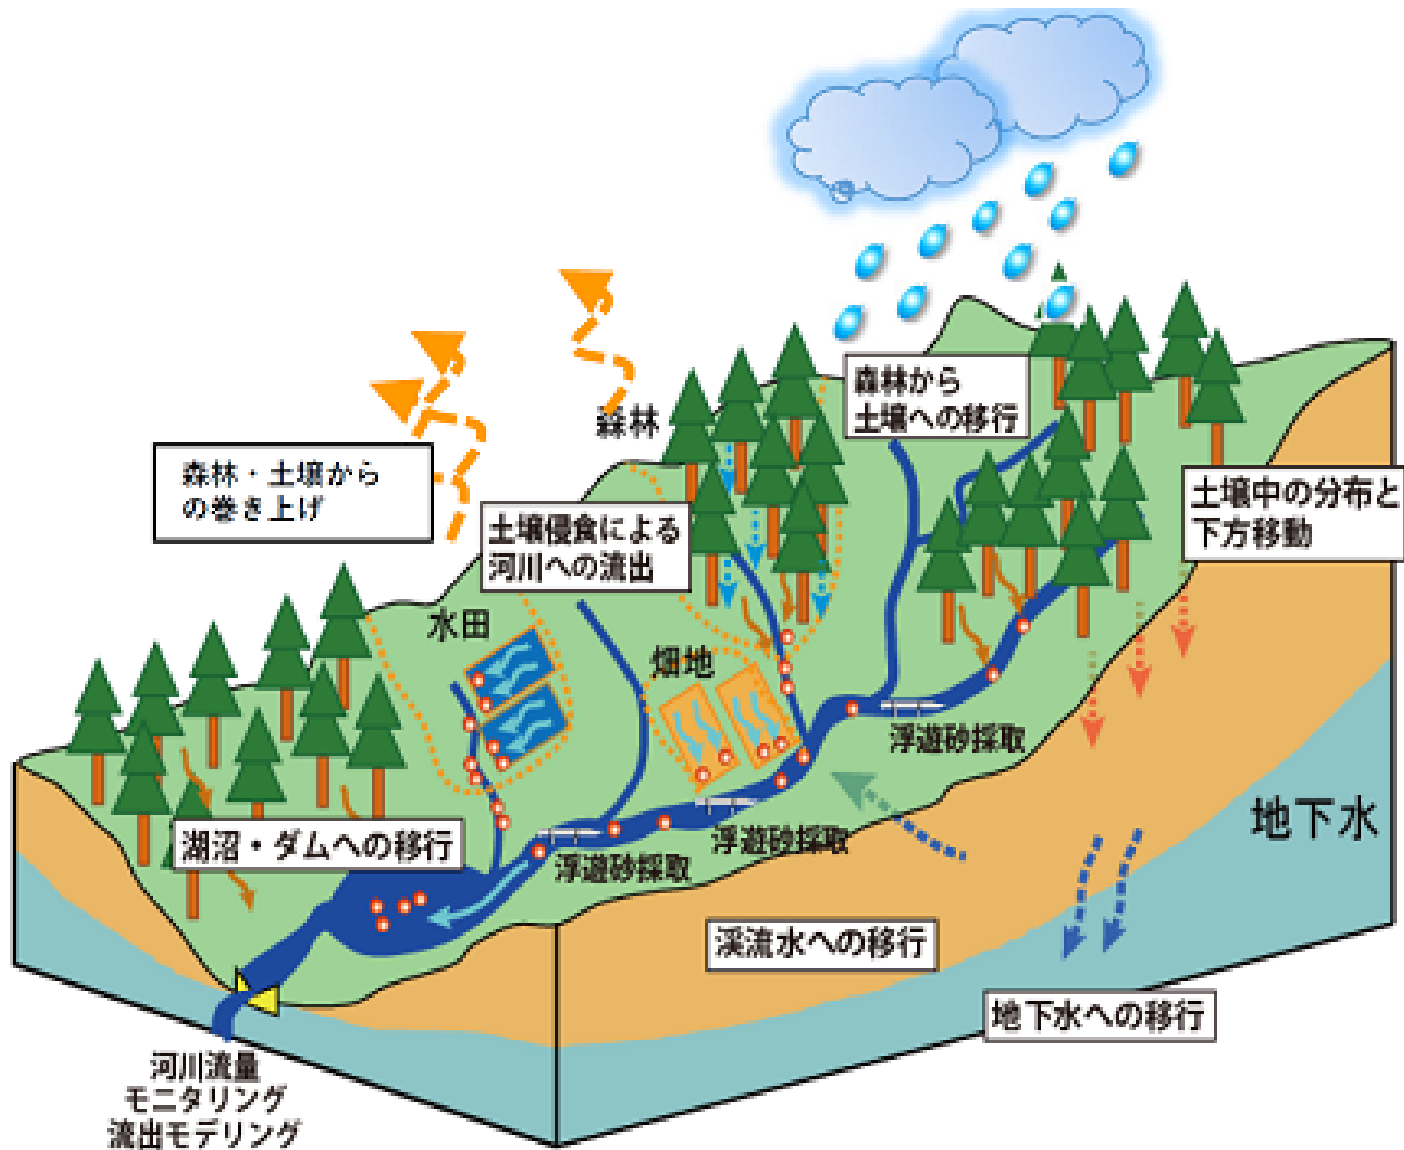 森林から
土壌への移行
森林
森林・土壌から
の巻き上げ
土壌侵食による
河川への流出
土壌中の分布と
下方移動
水田
畑地
浮遊砂採取
浮遊砂採取
浮遊砂採取
地下水
湖沼・ダムへの移行
渓流水への移行
地下水への移行
河川流量
モニタリング
流出モデリング